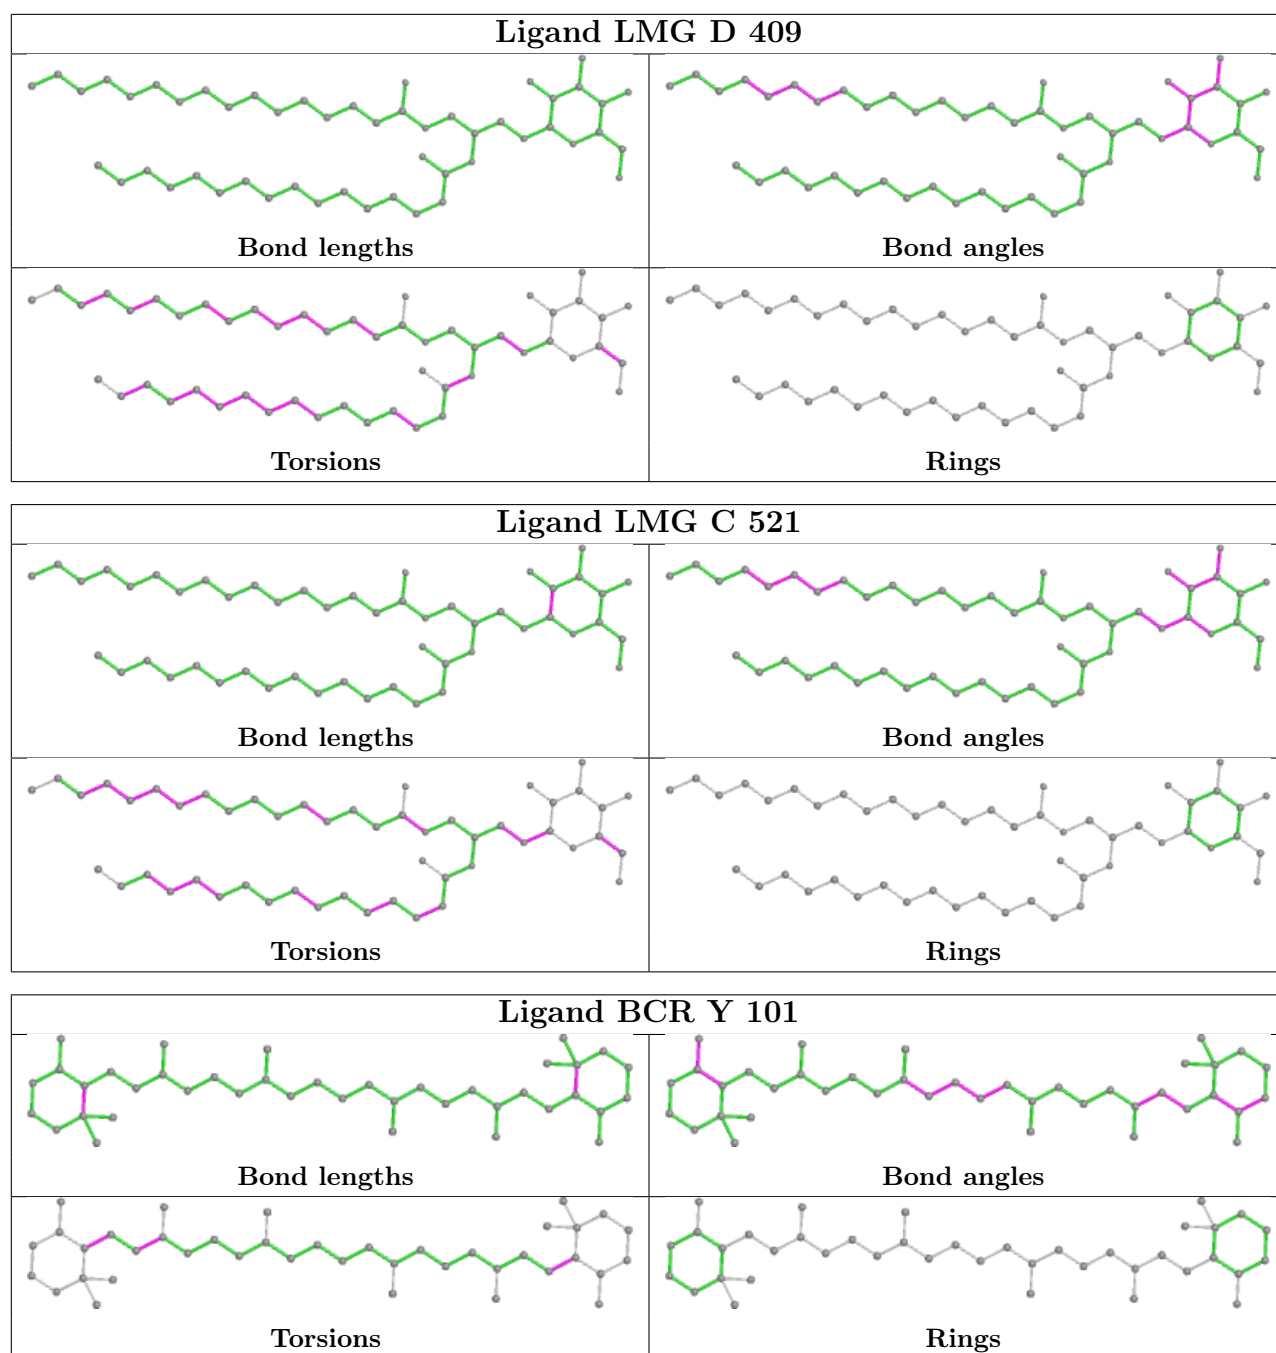 Ligand LMG D 409
Bond lengths
Bond angles
Torsions
Rings
Ligand LMG C 521
Bond lengths
Bond angles
Torsions
Rings
Ligand BCR Y 101
Bond lengths
Bond angles
Torsions
Rings